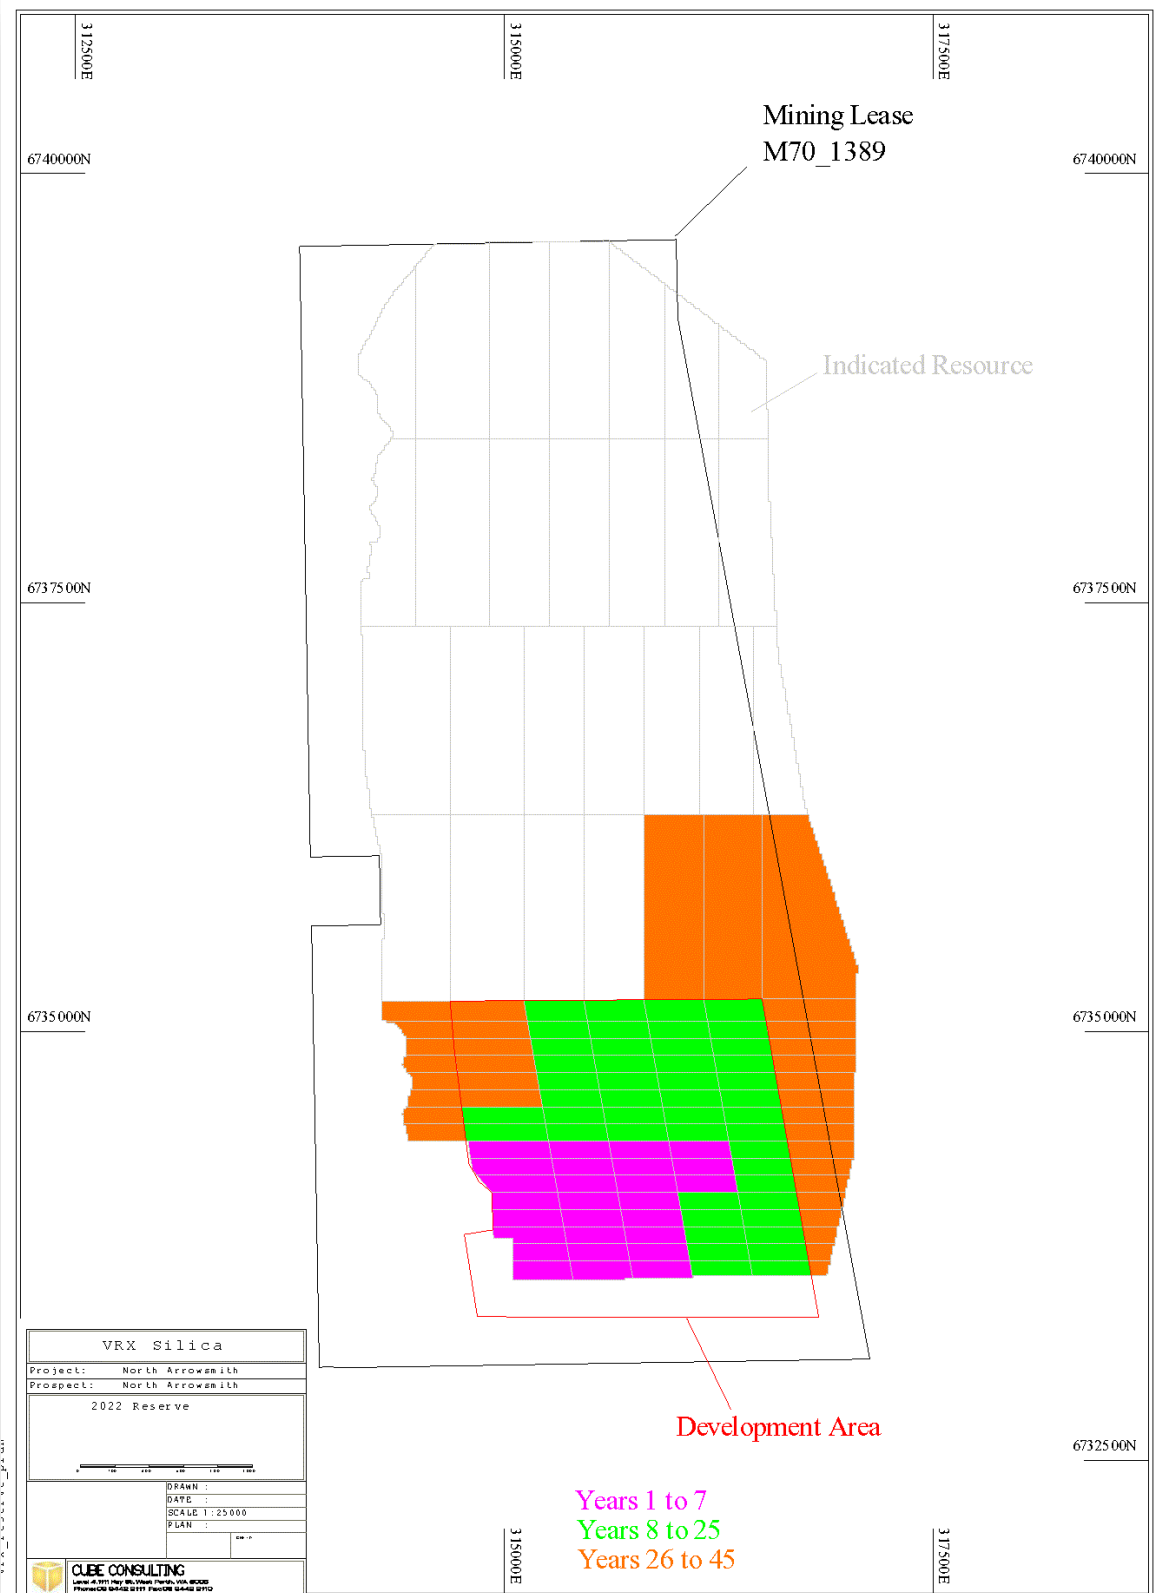 312500E
315000E
317500E
Mining Lease
M70_1389
6740000N
6740000N
Indicated Resource
6737500N
6737500N
6735000N
6735000N
Development Area
6732500N
Years 1 to 7
Years 8 to 25
Years 26 to 45
315000E
317500E
VRX Silica
Project: North Arrowsmith
Prospect: North Arrowsmith
2022 Reserve
DRAWN :
DATE :
SCALE 1:25000
PLAN :
CUBE CONSULTING